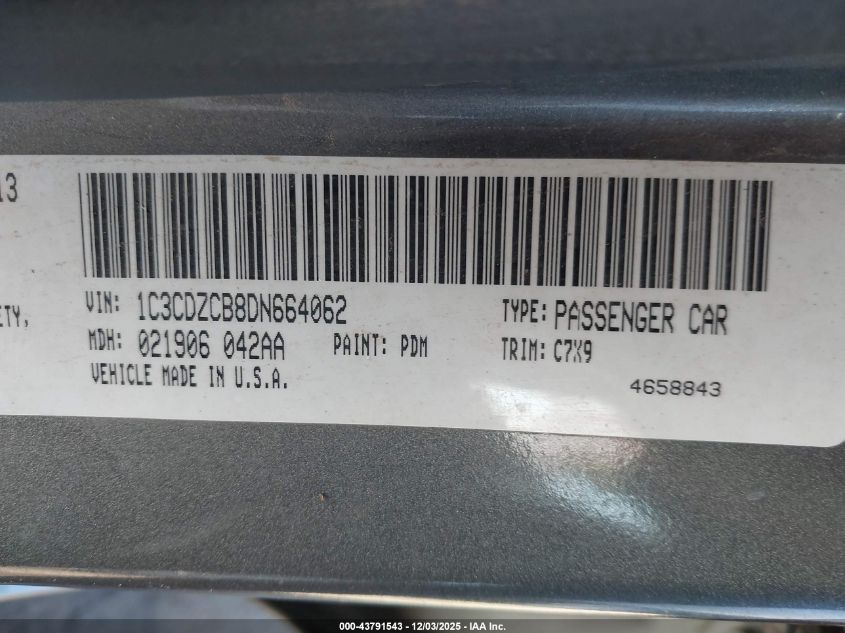 13
VIN: 1C3CDZCB8DN664062 TYPE: PASSENGER CAR
ETY,
MDH: 021906 042AA PAINT: PDM TRIM: C7X9
VEHICLE MADE IN U.S.A. 4658843
000-43791543 - 12/03/2025 - IAA Inc.